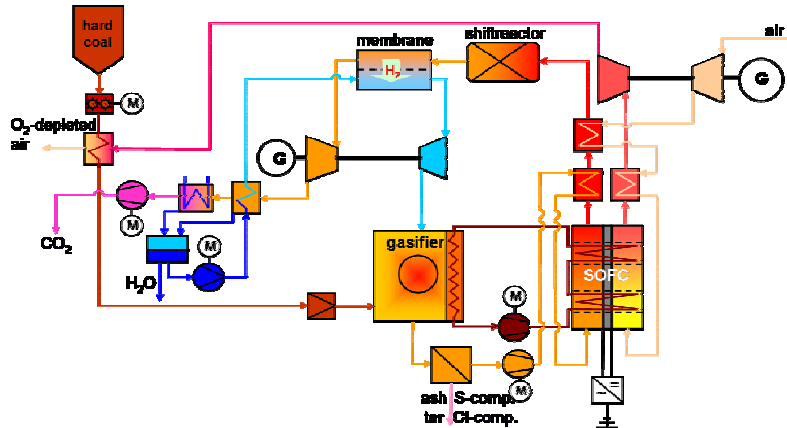 hard
coal
M
O2-depleted
air
membrane
H2
shiftreactor
air
G
G
M
CO2
M
H2O
gasifier
M
SOFC
M
ash S-comp.
tar Cl-comp.